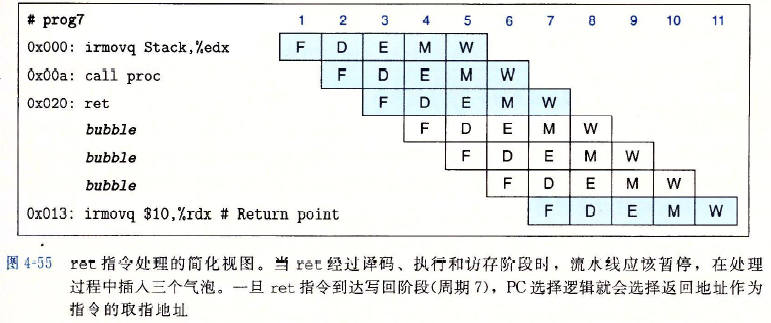 # prog7 1 2 3 4 5 6 7 8 9 10 11
0x000: irmovq Stack,%edx F D E M W
0x00a: call proc F D E M W
0x020: ret F D E M W
bubble F D E M W
bubble F D E M W
bubble F D E M W
0x013: irmovq $10,%rdx # Return point F D E M W
图 4-55 ret 指令处理的简化视图。当 ret 经过译码、执行和访存阶段时，流水线应该暂停，在处理
过程中插入三个气泡。一旦 ret 指令到达写回阶段(周期 7)，PC 选择逻辑就会选择返回地址作为
指令的取指地址